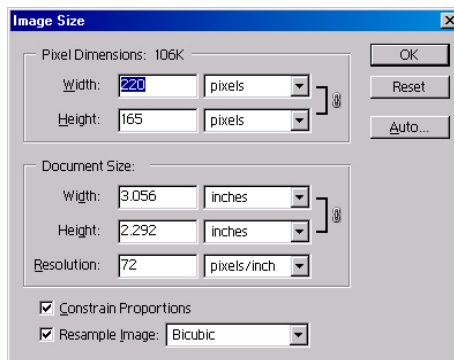 Image Size
Pixel Dimensions: 106K
OK
Width: 220 pixels
Reset
Height: 165 pixels
Auto...
Document Size:
Width: 3.056 inches
Height: 2.292 inches
Resolution: 72 pixels/inch
Constrain Proportions
Resample Image: Bicubic